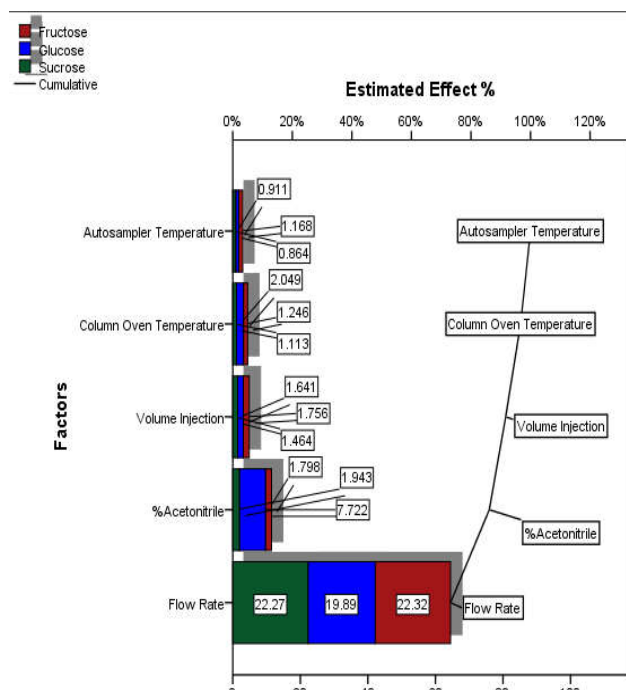 Fructose
Glucose
Sucrose
Cumulative
Estimated Effect %
0% 20% 40% 60% 80% 100% 120%
Autosampler Temperature
0.911
1.168
0.864
Autosampler Temperature
Column Oven Temperature
2.049
1.246
1.113
Column Oven Temperature
Factors
Volume Injection
1.641
1.756
1.464
Volume Injection
%Acetonitrile
1.798
1.943
7.722
%Acetonitrile
Flow Rate
22.27 19.89 22.32
Flow Rate